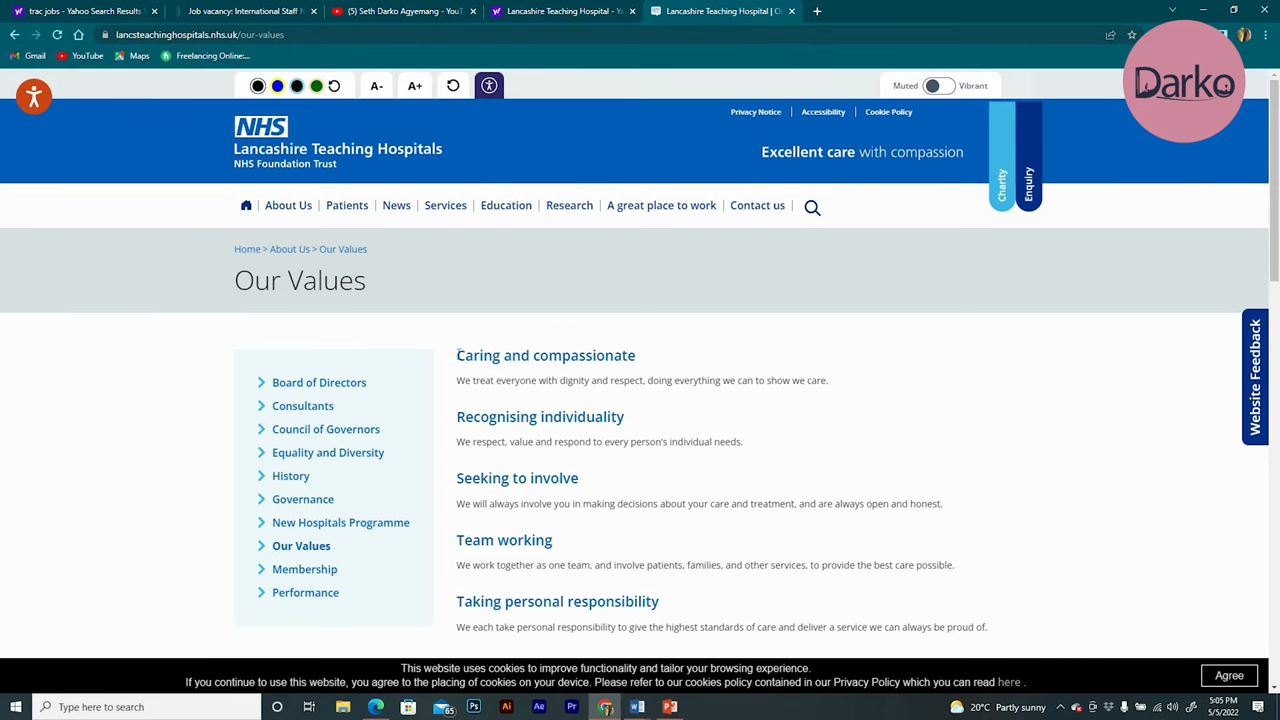 trac jobs - Yahoo Search Results
Job vacancy: International Staff N
(5) Seth Darko Agyemang - YouT
Lancashire Teaching Hospital - Y
Lancashire Teaching Hospital | O
lancsteachinghospitals.nhs.uk/our-values
Gmail
YouTube
Maps
Freelancing Online:...
Darko
A-
A+
Muted
Vibrant
Privacy Notice
Accessibility
Cookie Policy
NHS
Lancashire Teaching Hospitals
NHS Foundation Trust
Excellent care with compassion
Charity
Enquiry
About Us
Patients
News
Services
Education
Research
A great place to work
Contact us
Home > About Us > Our Values
Our Values
Board of Directors
Consultants
Council of Governors
Equality and Diversity
History
Governance
New Hospitals Programme
Our Values
Membership
Performance
Caring and compassionate
We treat everyone with dignity and respect, doing everything we can to show we care.
Recognising individuality
We respect, value and respond to every person's individual needs.
Seeking to involve
We will always involve you in making decisions about your care and treatment, and are always open and honest.
Team working
We work together as one team, and involve patients, families, and other services, to provide the best care possible.
Taking personal responsibility
We each take personal responsibility to give the highest standards of care and deliver a service we can always be proud of.
Website Feedback
This website uses cookies to improve functionality and tailor your browsing experience.
If you continue to use this website, you agree to the placing of cookies on your device. Please refer to our cookies policy contained in our Privacy Policy which you can read here .
Agree
Type here to search
65
Ps
Ai
Ae
Pr
20°C Partly sunny
5:05 PM
5/5/2022